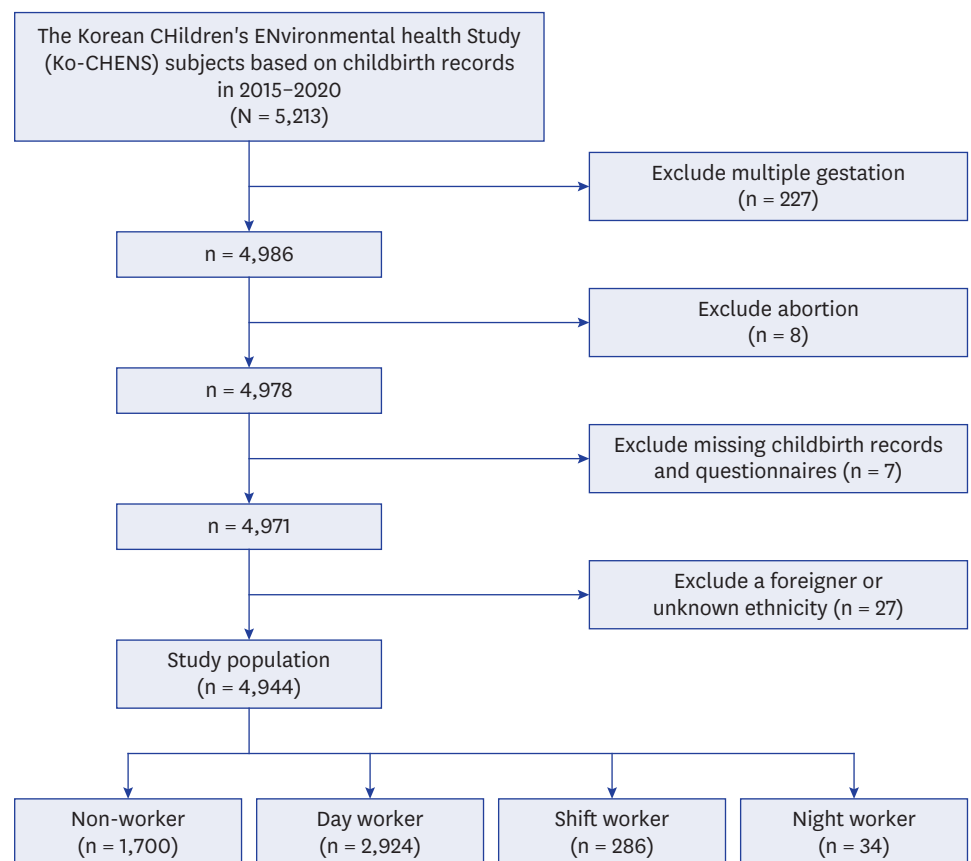 The Korean CHildren's ENvironmental health Study
(Ko-CHENS) subjects based on childbirth records
in 2015–2020
(N = 5,213)
Exclude multiple gestation
(n = 227)
n = 4,986
Exclude abortion
(n = 8)
n = 4,978
Exclude missing childbirth records
and questionnaires (n = 7)
n = 4,971
Exclude a foreigner or
unknown ethnicity (n = 27)
Study population
(n = 4,944)
Non-worker
(n = 1,700)
Day worker
(n = 2,924)
Shift worker
(n = 286)
Night worker
(n = 34)